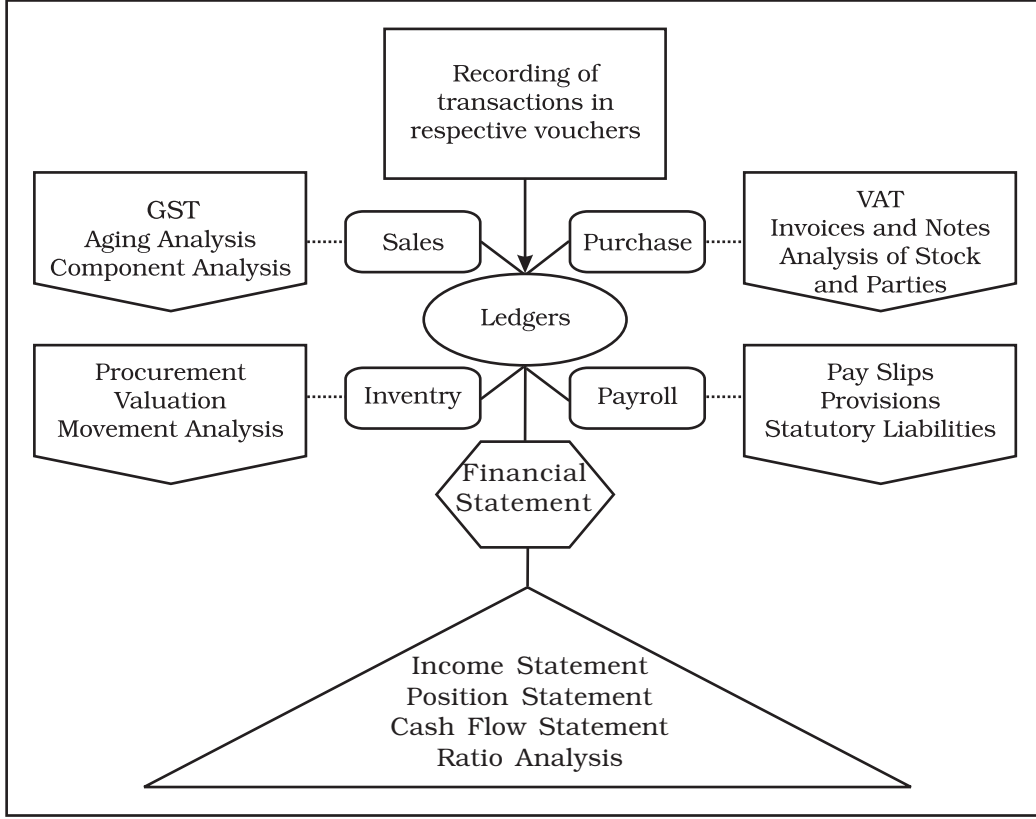 Recording of
transactions in
respective vouchers
GST
Aging Analysis
Component Analysis
Sales
Purchase
VAT
Invoices and Notes
Analysis of Stock
and Parties
Ledgers
Procurement
Valuation
Movement Analysis
Inventry
Payroll
Pay Slips
Provisions
Statutory Liabilities
Financial
Statement
Income Statement
Position Statement
Cash Flow Statement
Ratio Analysis